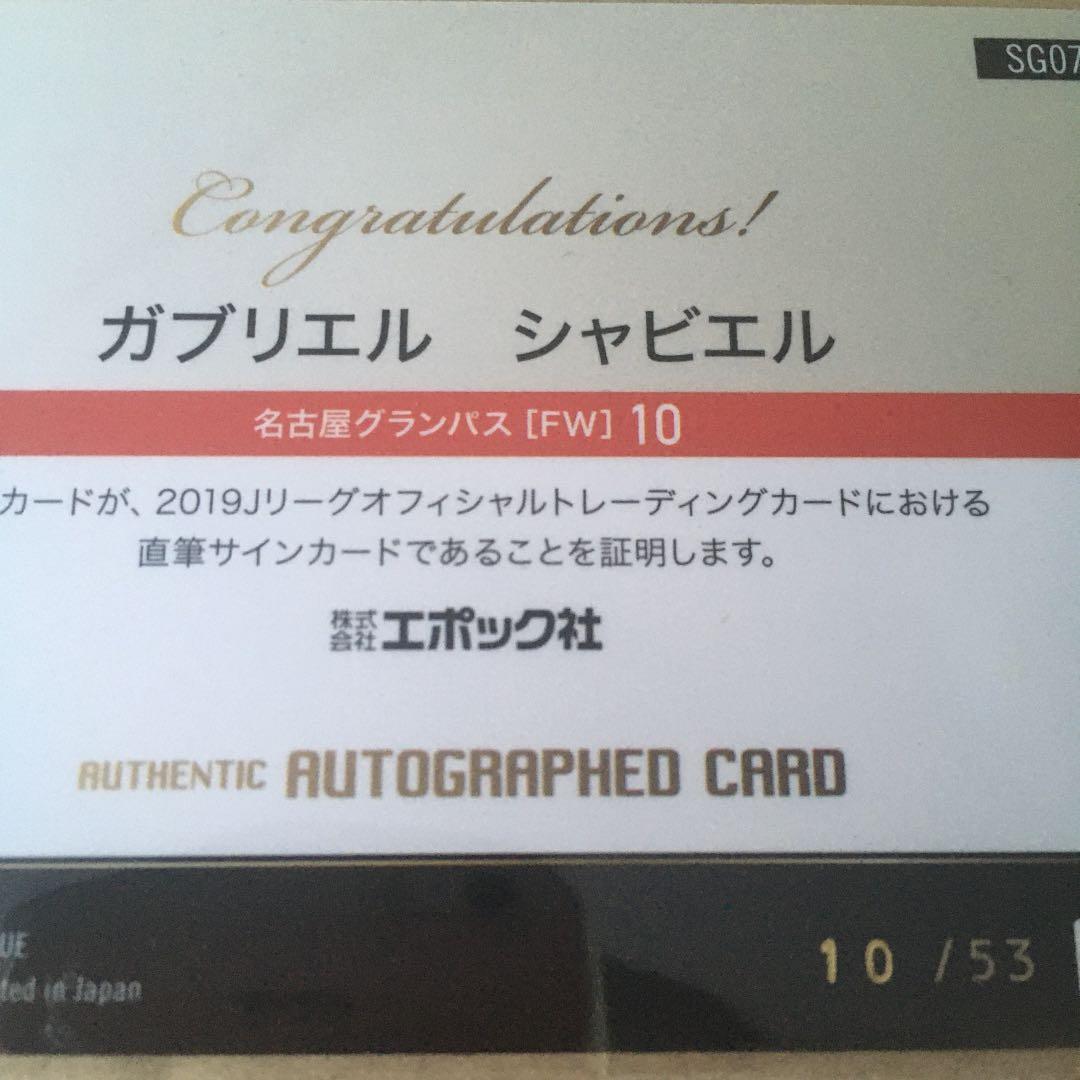 SG07
Congratulations!
ガブリエル シャビエル
名古屋グランパス [FW] 10
カードが、2019Jリーグオフィシャルトレーディングカードにおける
直筆サインカードであることを証明します。
株式会社エポック社
AUTHENTIC AUTOGRAPHED CARD
UE
ted in Japan
10 /53